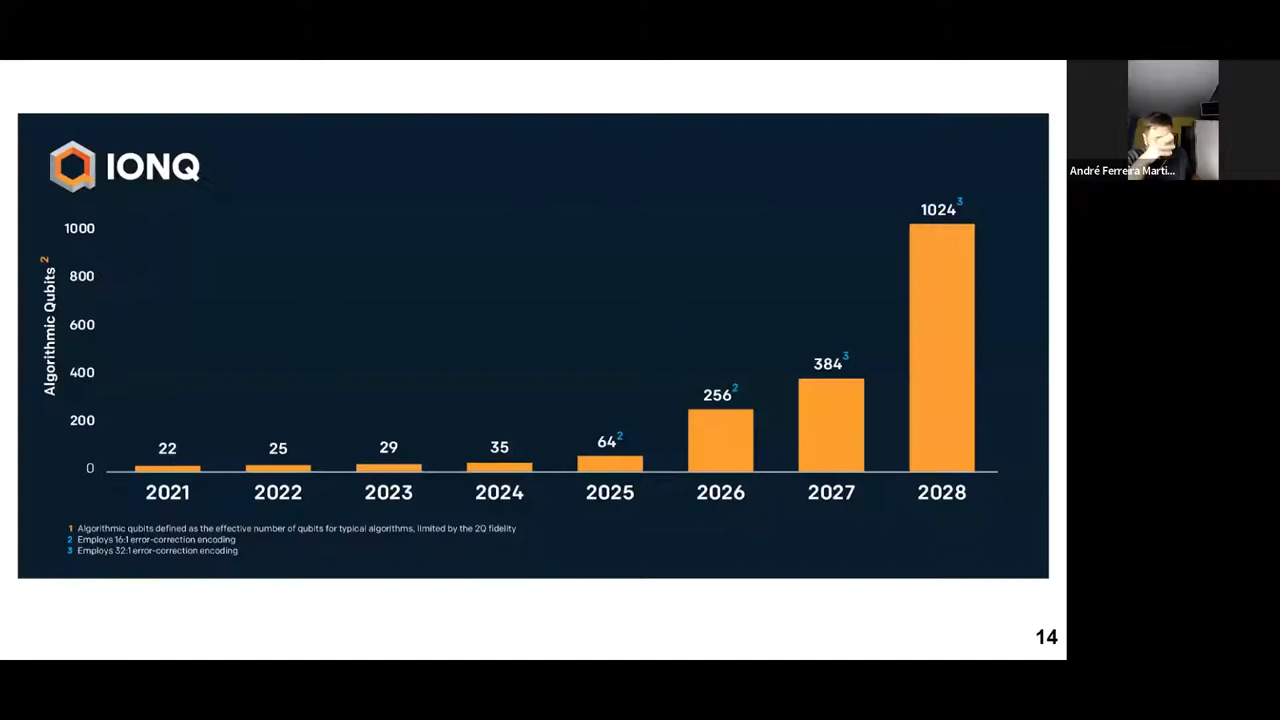 IONQ
1000
800
600
400
200
0
Algorithmic Qubits 2
22
25
29
35
64 2
256 2
384 3
1024 3
2021 2022 2023 2024 2025 2026 2027 2028
1 Algorithmic qubits defined as the effective number of qubits for typical algorithms, limited by the 2Q fidelity
2 Employs 16:1 error-correction encoding
3 Employs 32:1 error-correction encoding
14
André Ferreira Marti...